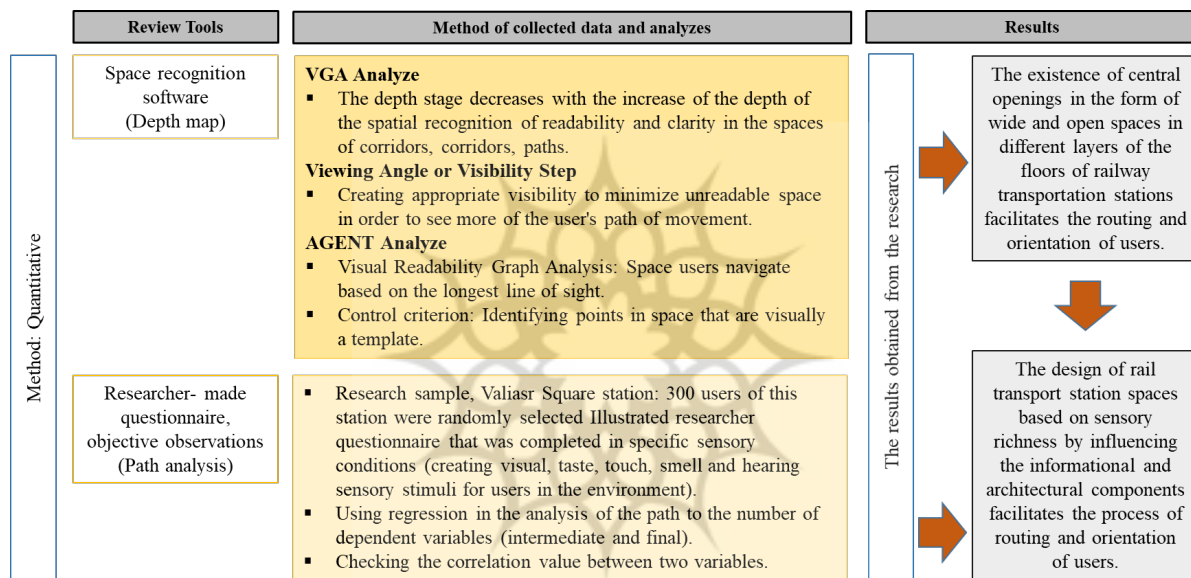 Review Tools
Method of collected data and analyzes
Results
Method: Quantitative
Space recognition
software
(Depth map)
VGA Analyze
▪ The depth stage decreases with the increase of the depth of
the spatial recognition of readability and clarity in the spaces
of corridors, corridors, paths.
Viewing Angle or Visibility Step
▪ Creating appropriate visibility to minimize unreadable space
in order to see more of the user's path of movement.
AGENT Analyze
▪ Visual Readability Graph Analysis: Space users navigate
based on the longest line of sight.
▪ Control criterion: Identifying points in space that are visually
a template.
Researcher- made
questionnaire,
objective observations
(Path analysis)
▪ Research sample, Valiasr Square station: 300 users of this
station were randomly selected Illustrated researcher
questionnaire that was completed in specific sensory
conditions (creating visual, taste, touch, smell and hearing
sensory stimuli for users in the environment).
▪ Using regression in the analysis of the path to the number of
dependent variables (intermediate and final).
▪ Checking the correlation value between two variables.
The results obtained from the research
The existence of central
openings in the form of
wide and open spaces in
different layers of the
floors of railway
transportation stations
facilitates the routing and
orientation of users.
The design of rail
transport station spaces
based on sensory
richness by influencing
the informational and
architectural components
facilitates the process of
routing and orientation
of users.